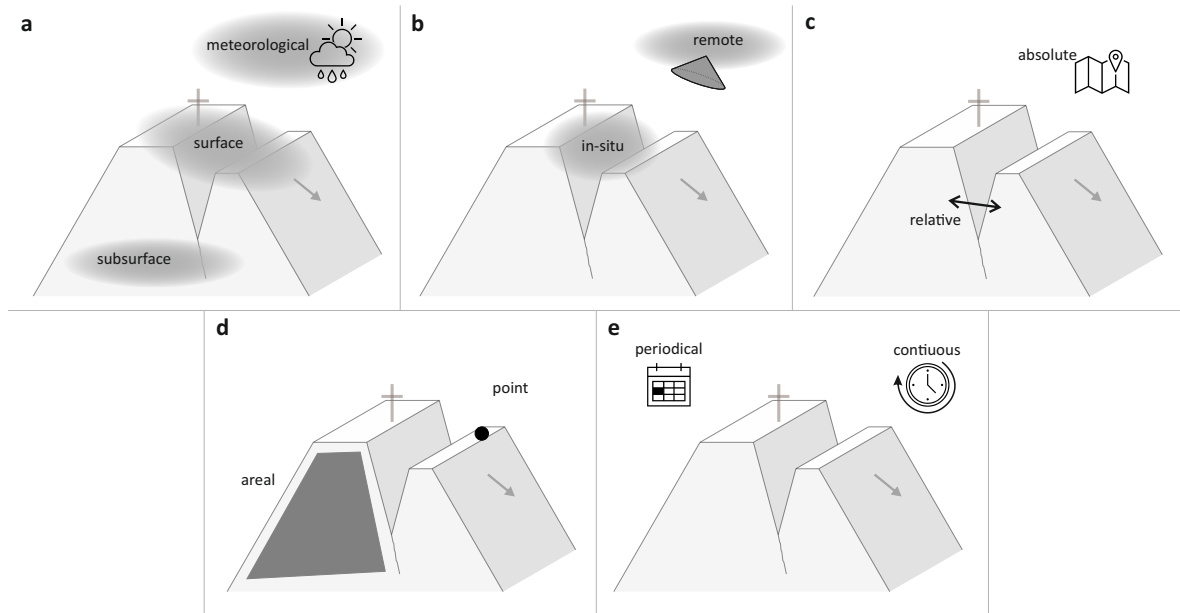 a
meteorological
surface
subsurface
b
remote
in-situ
c
absolute
relative
d
point
areal
e
periodical
contiuous